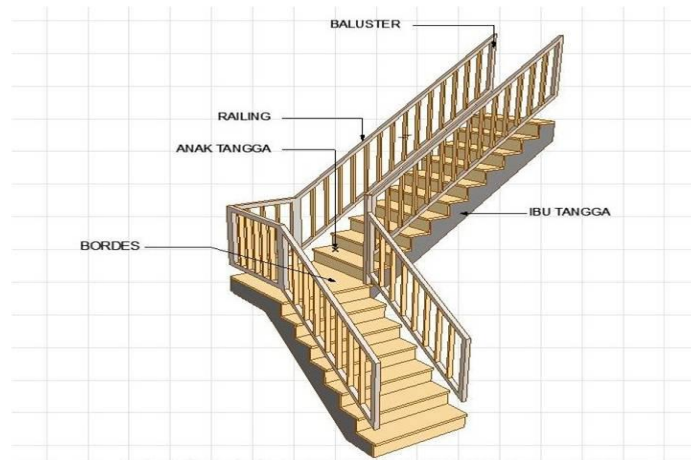 BALUSTER
RAILING
ANAK TANGGA
IBU TANGGA
BORDES